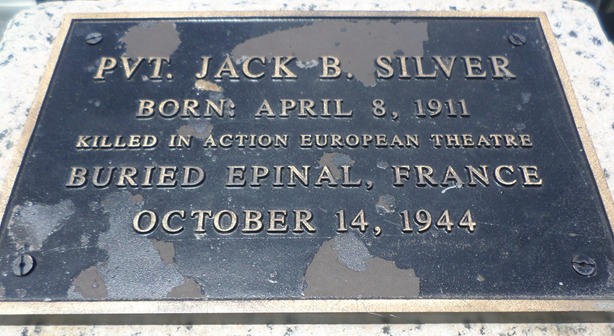 PVT. JACK B. SILVER
BORN: APRIL 8, 1911
KILLED IN ACTION EUROPEAN THEATRE
BURIED EPINAL, FRANCE
OCTOBER 14, 1944